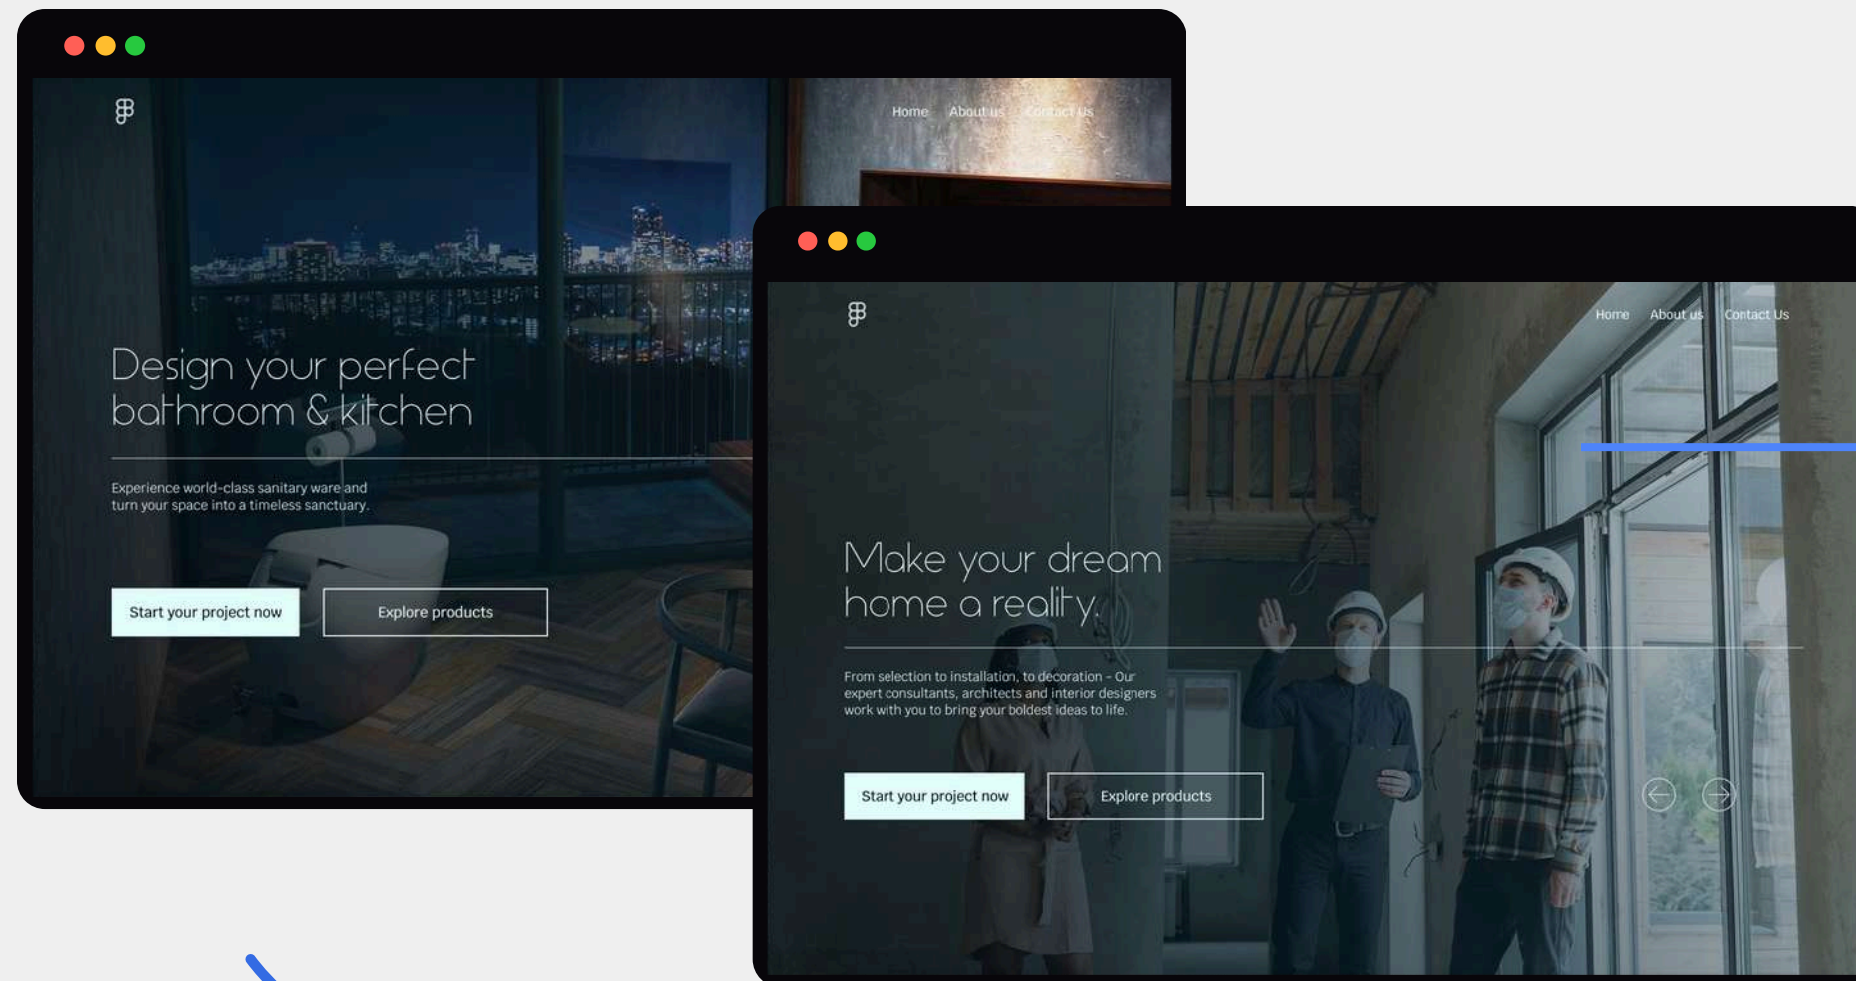 Home About us Contact Us
Design your perfect
bathroom & kitchen
Experience world-class sanitary ware and
turn your space into a timeless sanctuary.
Start your project now
Explore products
Home About us Contact Us
Make your dream
home a reality.
From selection to installation, to decoration - Our
expert consultants, architects and interior designers
work with you to bring your boldest ideas to life.
Start your project now
Explore products